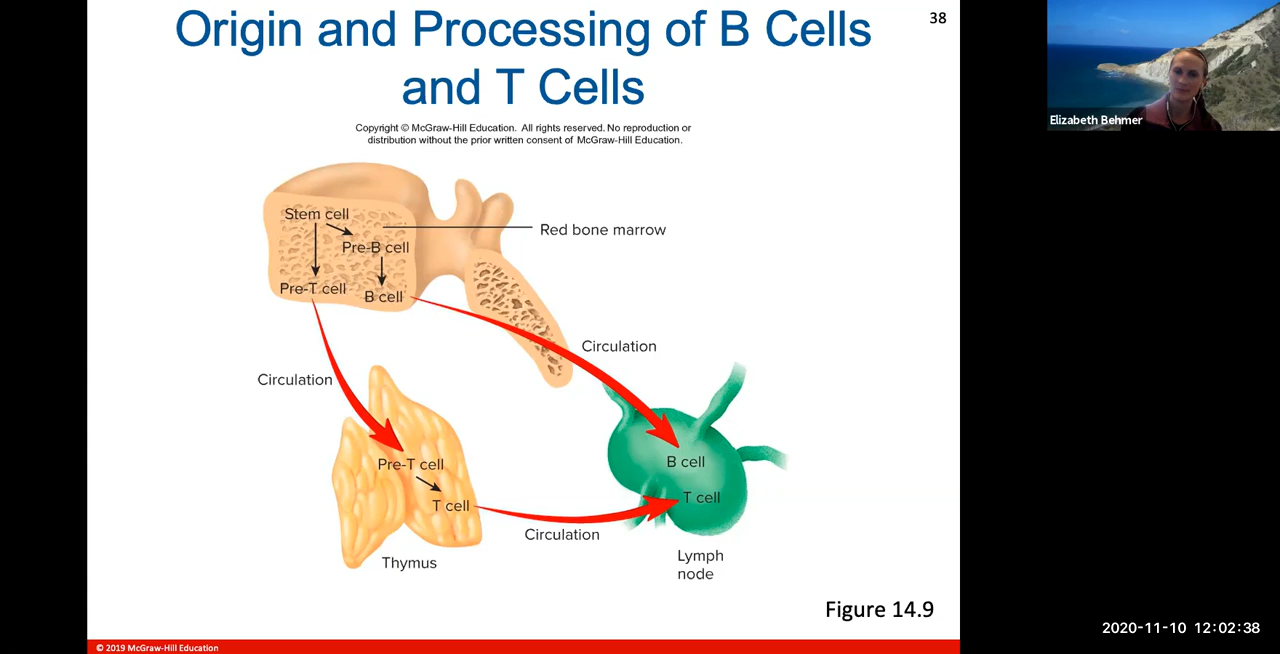 Origin and Processing of B Cells
and T Cells
38
Elizabeth Behmer
Copyright © McGraw-Hill Education. All rights reserved. No reproduction or
distribution without the prior written consent of McGraw-Hill Education.
Stem cell
Red bone marrow
Pre-B cell
Pre-T cell
B cell
Circulation
Circulation
Pre-T cell
B cell
T cell
T cell
Circulation
Thymus
Lymph
node
Figure 14.9
2020-11-10 12:02:38
© 2019 McGraw-Hill Education